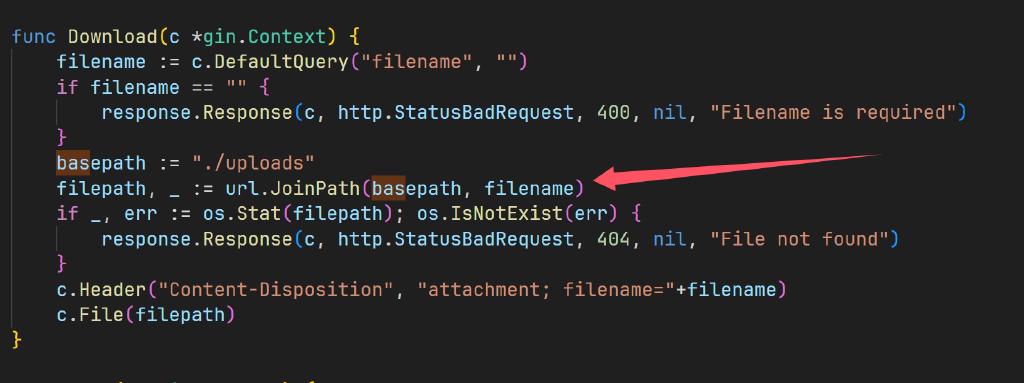 func Download(c *gin.Context) {
    filename := c.DefaultQuery("filename", "")
    if filename == "" {
        response.Response(c, http.StatusBadRequest, 400, nil, "Filename is required")
    }
    basepath := "./uploads"
    filepath, _ := url.JoinPath(basepath, filename)
    if _, err := os.Stat(filepath); os.IsNotExist(err) {
        response.Response(c, http.StatusBadRequest, 404, nil, "File not found")
    }
    c.Header("Content-Disposition", "attachment; filename="+filename)
    c.File(filepath)
}